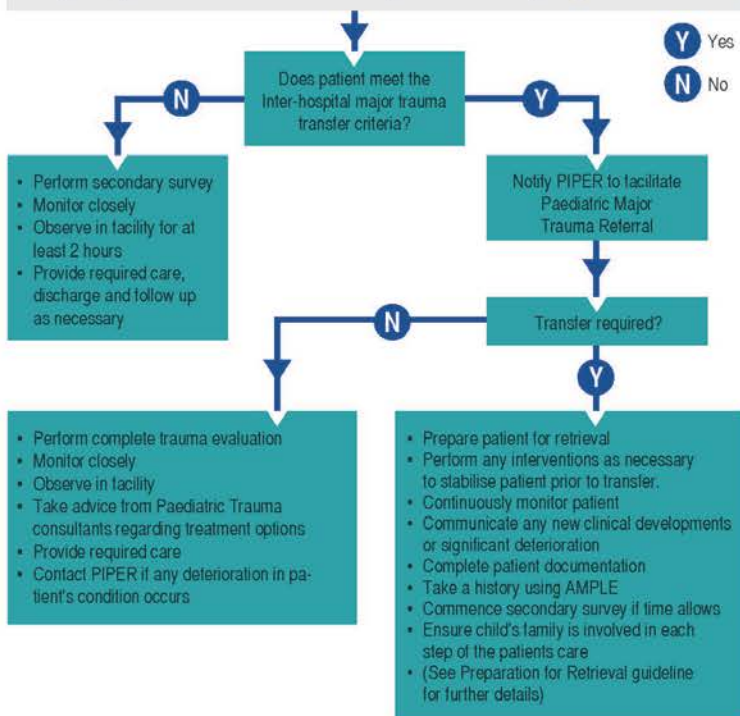 Y Yes
N No
Does patient meet the
Inter-hospital major trauma
transfer criteria?
N
Y
• Perform secondary survey
• Monitor closely
• Observe in facility for at
least 2 hours
• Provide required care,
discharge and follow up
as necessary
Notify PIPER to facilitate
Paediatric Major
Trauma Referral
Transfer required?
N
Y
• Perform complete trauma evaluation
• Monitor closely
• Observe in facility
• Take advice from Paediatric Trauma
consultants regarding treatment options
• Provide required care
• Contact PIPER if any deterioration in pa-
tient's condition occurs
• Prepare patient for retrieval
• Perform any interventions as necessary
to stabilise patient prior to transfer.
• Continuously monitor patient
• Communicate any new clinical developments
or significant deterioration
• Complete patient documentation
• Take a history using AMPLE
• Commence secondary survey if time allows
• Ensure child's family is involved in each
step of the patients care
• (See Preparation for Retrieval guideline
for further details)